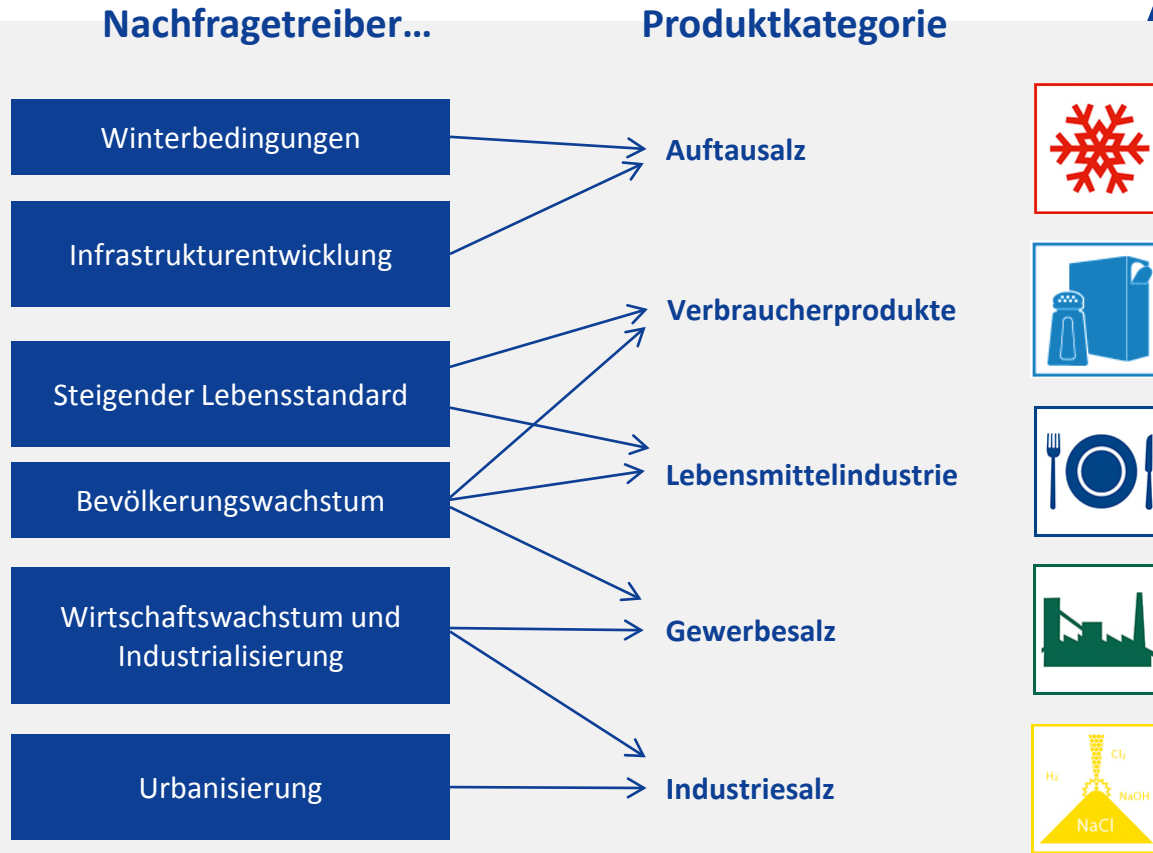 Nachfragetreiber…
Produktkategorie
Winterbedingungen
Auftausalz
Infrastrukturentwicklung
Verbraucherprodukte
Steigender Lebensstandard
Lebensmittelindustrie
Bevölkerungswachstum
Wirtschaftswachstum und
Industrialisierung
Gewerbesalz
Urbanisierung
Industriesalz
Cl₂
H₂
NaOH
NaCl